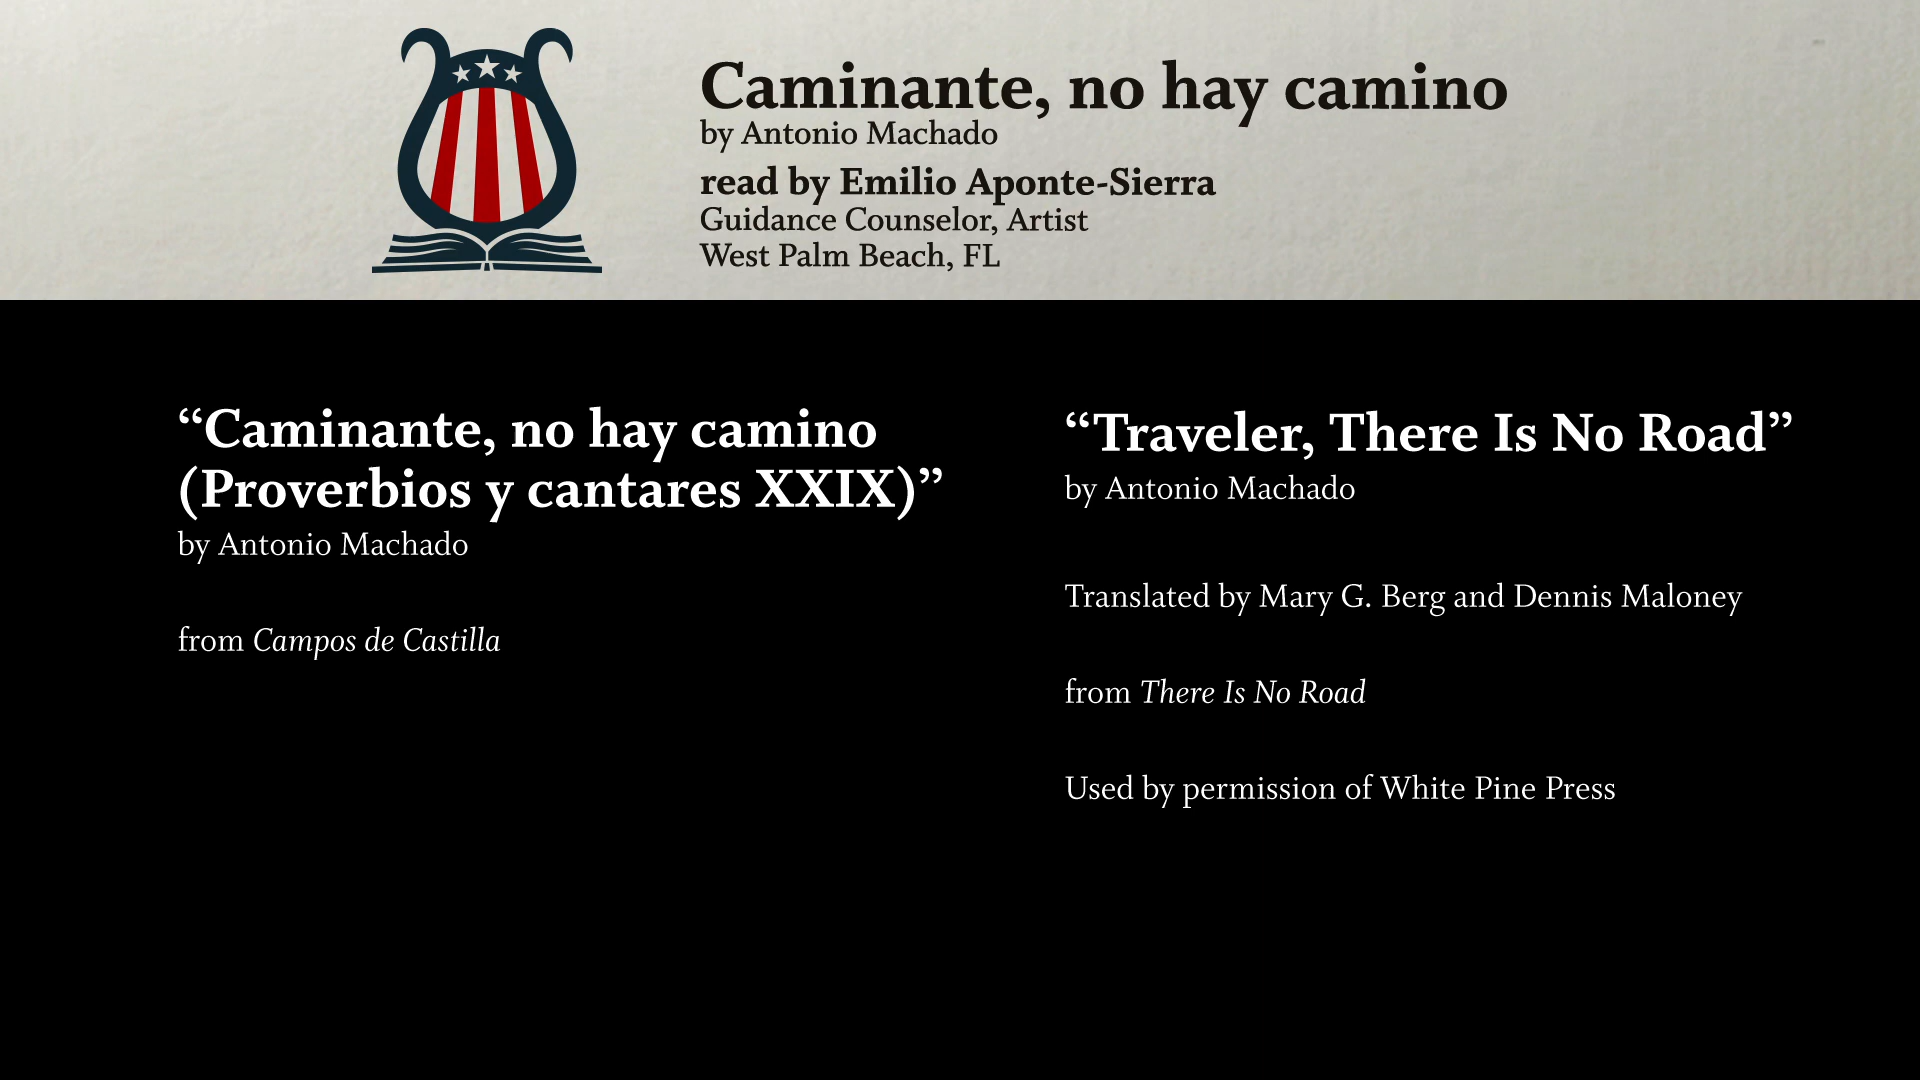 Caminante, no hay camino
by Antonio Machado
read by Emilio Aponte-Sierra
Guidance Counselor, Artist
West Palm Beach, FL
“Caminante, no hay camino
(Proverbios y cantares XXIX)”
by Antonio Machado
from Campos de Castilla
“Traveler, There Is No Road”
by Antonio Machado
Translated by Mary G. Berg and Dennis Maloney
from There Is No Road
Used by permission of White Pine Press